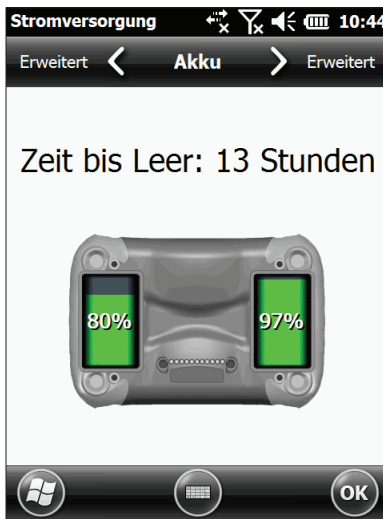 Stromversorgung 10:44
Erweitert Akku Erweitert
Zeit bis Leer: 13 Stunden
80% 97%
OK